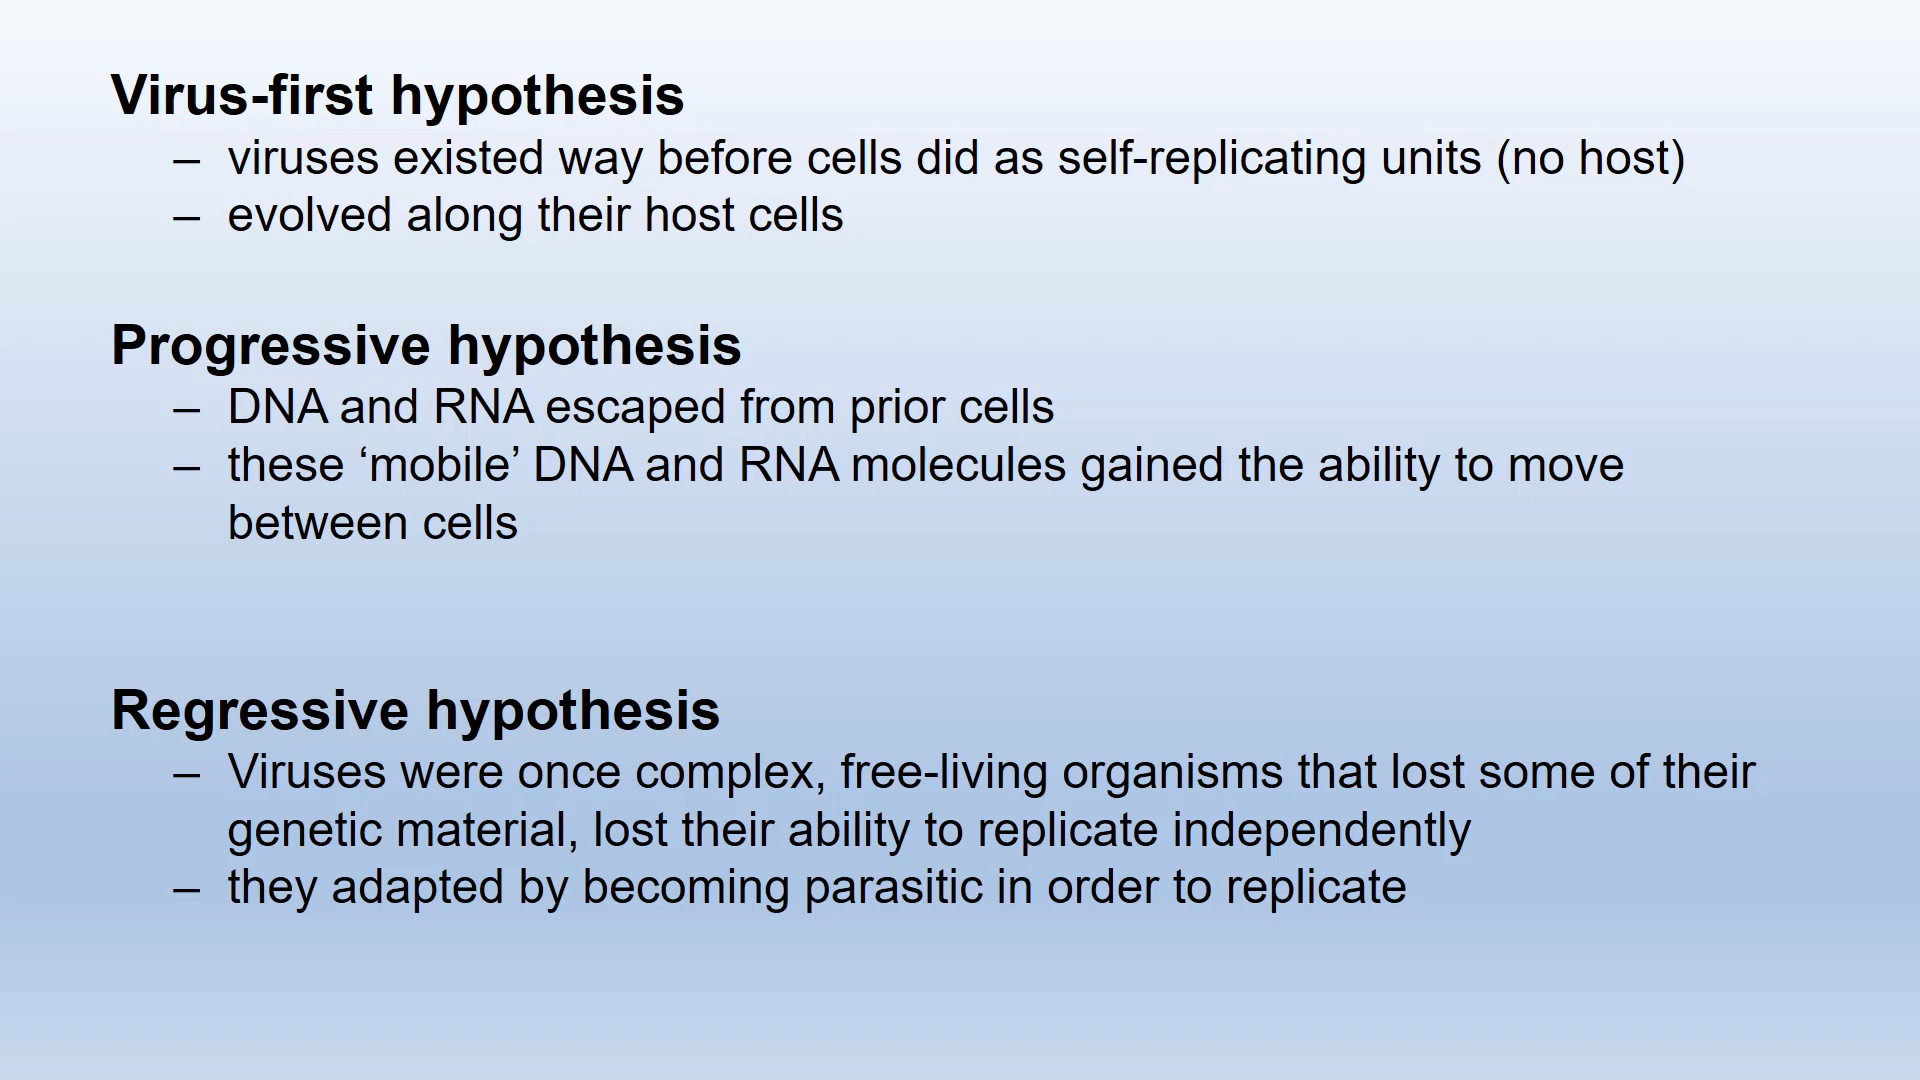 Virus-first hypothesis
– viruses existed way before cells did as self-replicating units (no host)
– evolved along their host cells
Progressive hypothesis
– DNA and RNA escaped from prior cells
– these ‘mobile’ DNA and RNA molecules gained the ability to move
between cells
Regressive hypothesis
– Viruses were once complex, free-living organisms that lost some of their
genetic material, lost their ability to replicate independently
– they adapted by becoming parasitic in order to replicate